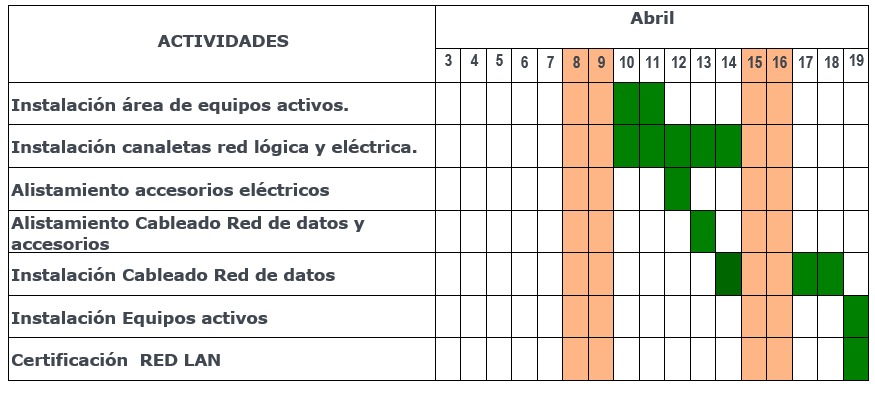 Abril
ACTIVIDADES
3 4 5 6 7 8 9 10 11 12 13 14 15 16 17 18 19
Instalación área de equipos activos.
Instalación canaletas red lógica y eléctrica.
Alistamiento accesorios eléctricos
Alistamiento Cableado Red de datos y
accesorios
Instalación Cableado Red de datos
Instalación Equipos activos
Certificación  RED LAN